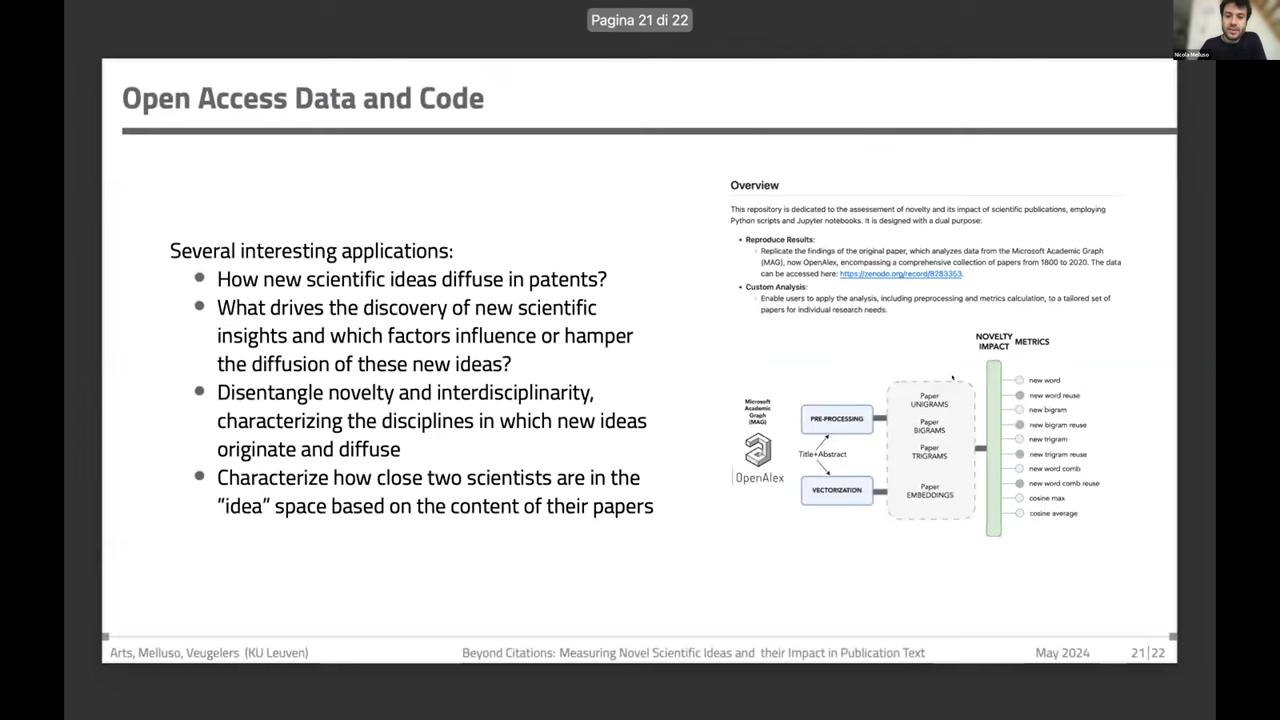 Pagina 21 di 22
Nicola Melluso
Open Access Data and Code
Several interesting applications:
How new scientific ideas diffuse in patents?
What drives the discovery of new scientific
insights and which factors influence or hamper
the diffusion of these new ideas?
Disentangle novelty and interdisciplinarity,
characterizing the disciplines in which new ideas
originate and diffuse
Characterize how close two scientists are in the
"idea" space based on the content of their papers
Overview
This repository is dedicated to the assessment of novelty and its impact of scientific publications, employing
Python scripts and Jupyter notebooks. It is designed with a dual purpose:
Reproduce Results:
Replicate the findings of the original paper, which analyzes data from the Microsoft Academic Graph
(MAG), now OpenAlex, encompassing a comprehensive collection of papers from 1800 to 2020. The data
can be accessed here: https://zenodo.org/record/8283353.
Custom Analysis:
Enable users to apply the analysis, including preprocessing and metrics calculation, to a tailored set of
papers for individual research needs.
Microsoft
Academic
Graph
(MAG)
OpenAlex
PRE-PROCESSING
Title+Abstract
VECTORIZATION
Paper
UNIGRAMS
Paper
BIGRAMS
Paper
TRIGRAMS
Paper
EMBEDDINGS
NOVELTY
IMPACT
METRICS
new word
new word reuse
new bigram
new bigram reuse
new trigram
new trigram reuse
new word comb
new word comb reuse
cosine max
cosine average
Arts, Melluso, Veugelers (KU Leuven)
Beyond Citations: Measuring Novel Scientific Ideas and their Impact in Publication Text
May 2024
21|22